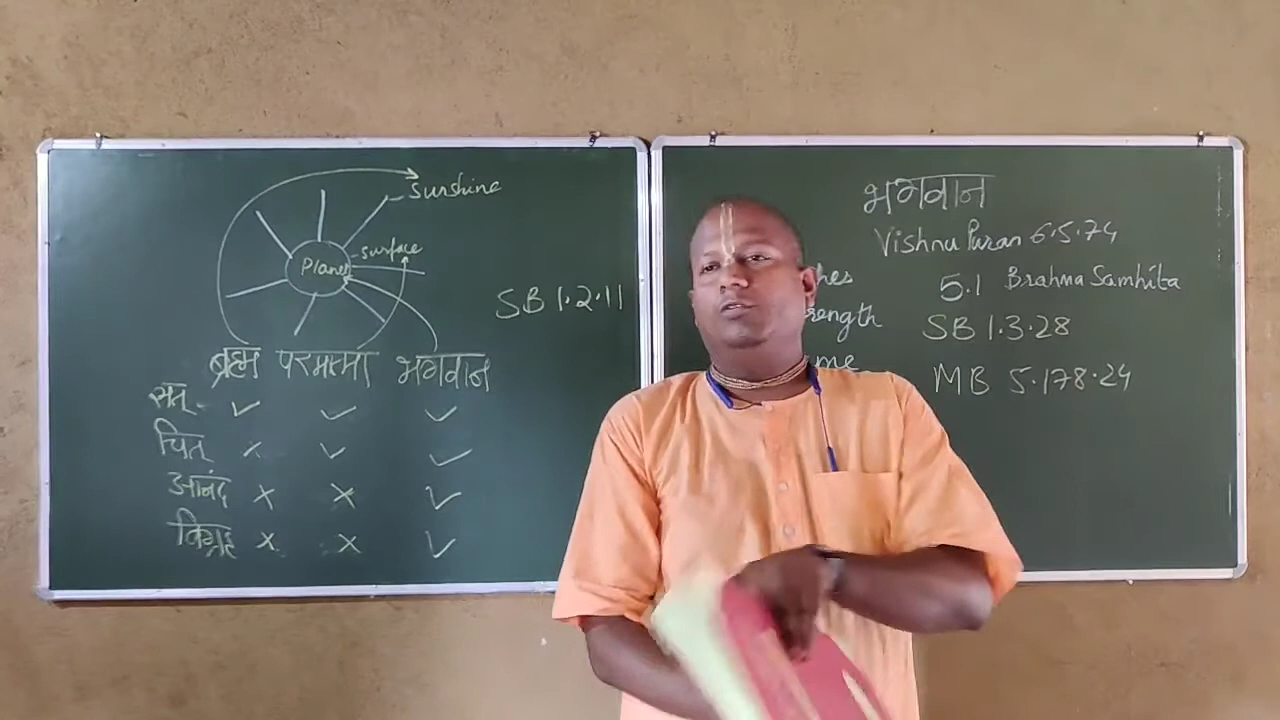 Sunshine
surface
Planet
SB 1.2.11
ब्रह्म परमात्मा भगवान
सत् ✓ ✓ ✓
चित् x ✓ ✓
आनंद x x ✓
विग्रह x x ✓
भगवान
Vishnu Puran 6.5.74
5.1 Brahma Samhita
SB 1.3.28
MB 5.178.24